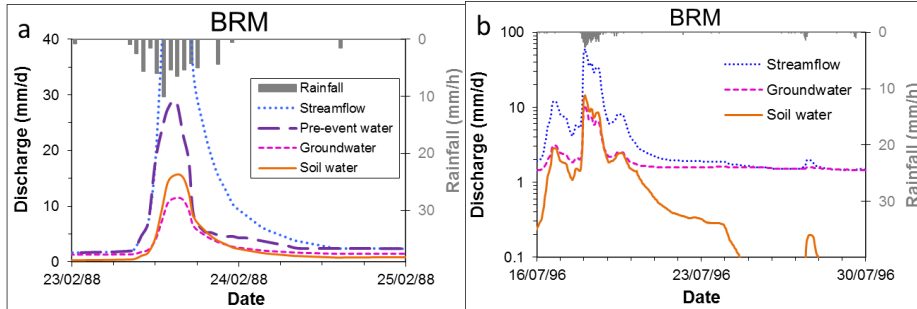 a
BRM
Discharge (mm/d)
40
30
20
10
0
Rainfall (mm/h)
0
10
20
30
Rainfall
Streamflow
Pre-event water
Groundwater
Soil water
23/02/88
24/02/88
25/02/88
Date
b
BRM
Discharge (mm/d)
100
10
1
0.1
Rainfall (mm/h)
0
10
20
30
Streamflow
Groundwater
Soil water
16/07/96
23/07/96
30/07/96
Date